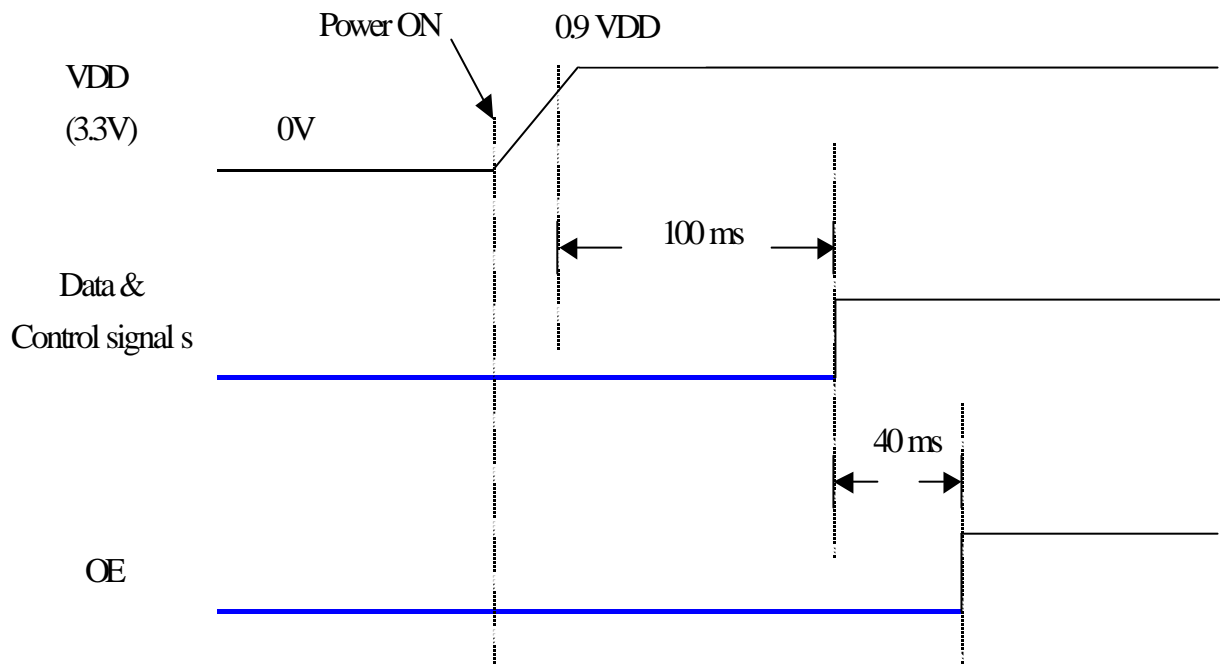 Power ON
0.9 VDD
VDD
(3.3V)
0V
100 ms
Data &
Control signal s
40 ms
OE